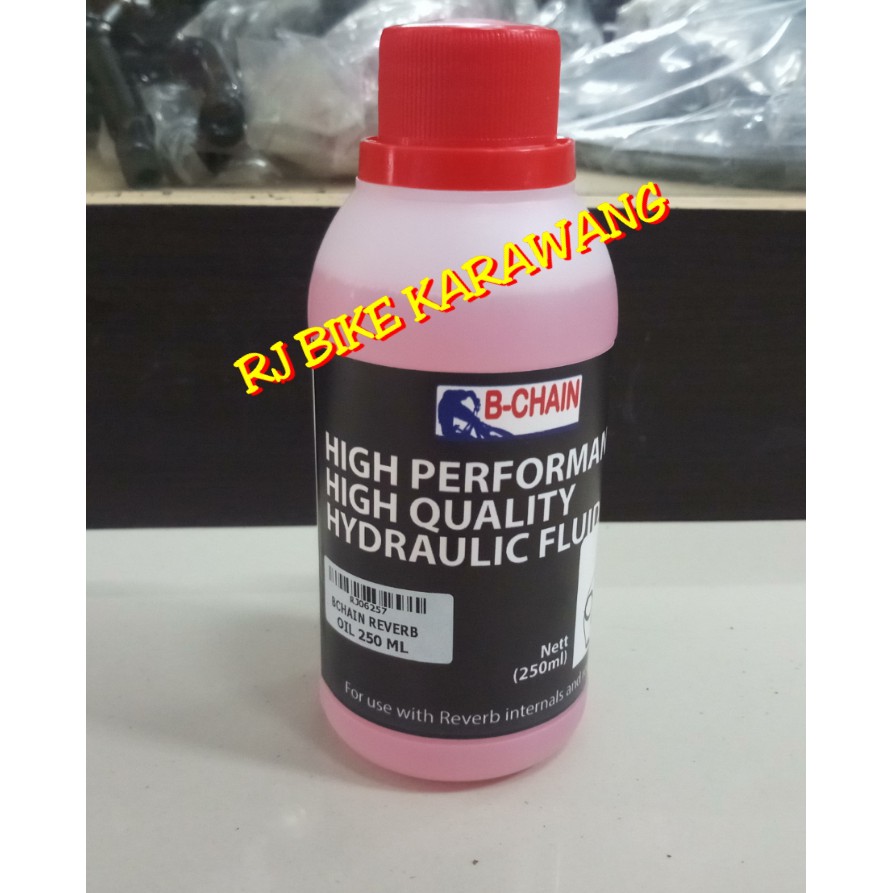 RJ BIKE KARAWANG
B-CHAIN
HIGH PERFORMAN
HIGH QUALITY
HYDRAULIC FLUID
RJ06257
BCHAIN REVERB
OIL 250 ML
Nett
(250ml)
For use with Reverb internals and